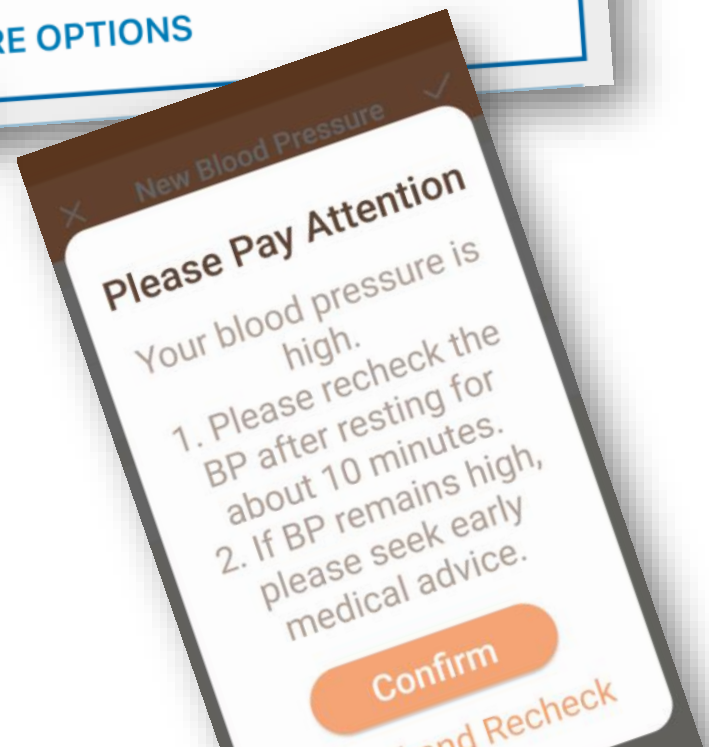 OPTIONS
New Blood Pressure
Please Pay Attention
Your blood pressure is
high.
1. Please recheck the
BP after resting for
about 10 minutes.
2. If BP remains high,
please seek early
medical advice.
Confirm
Recheck